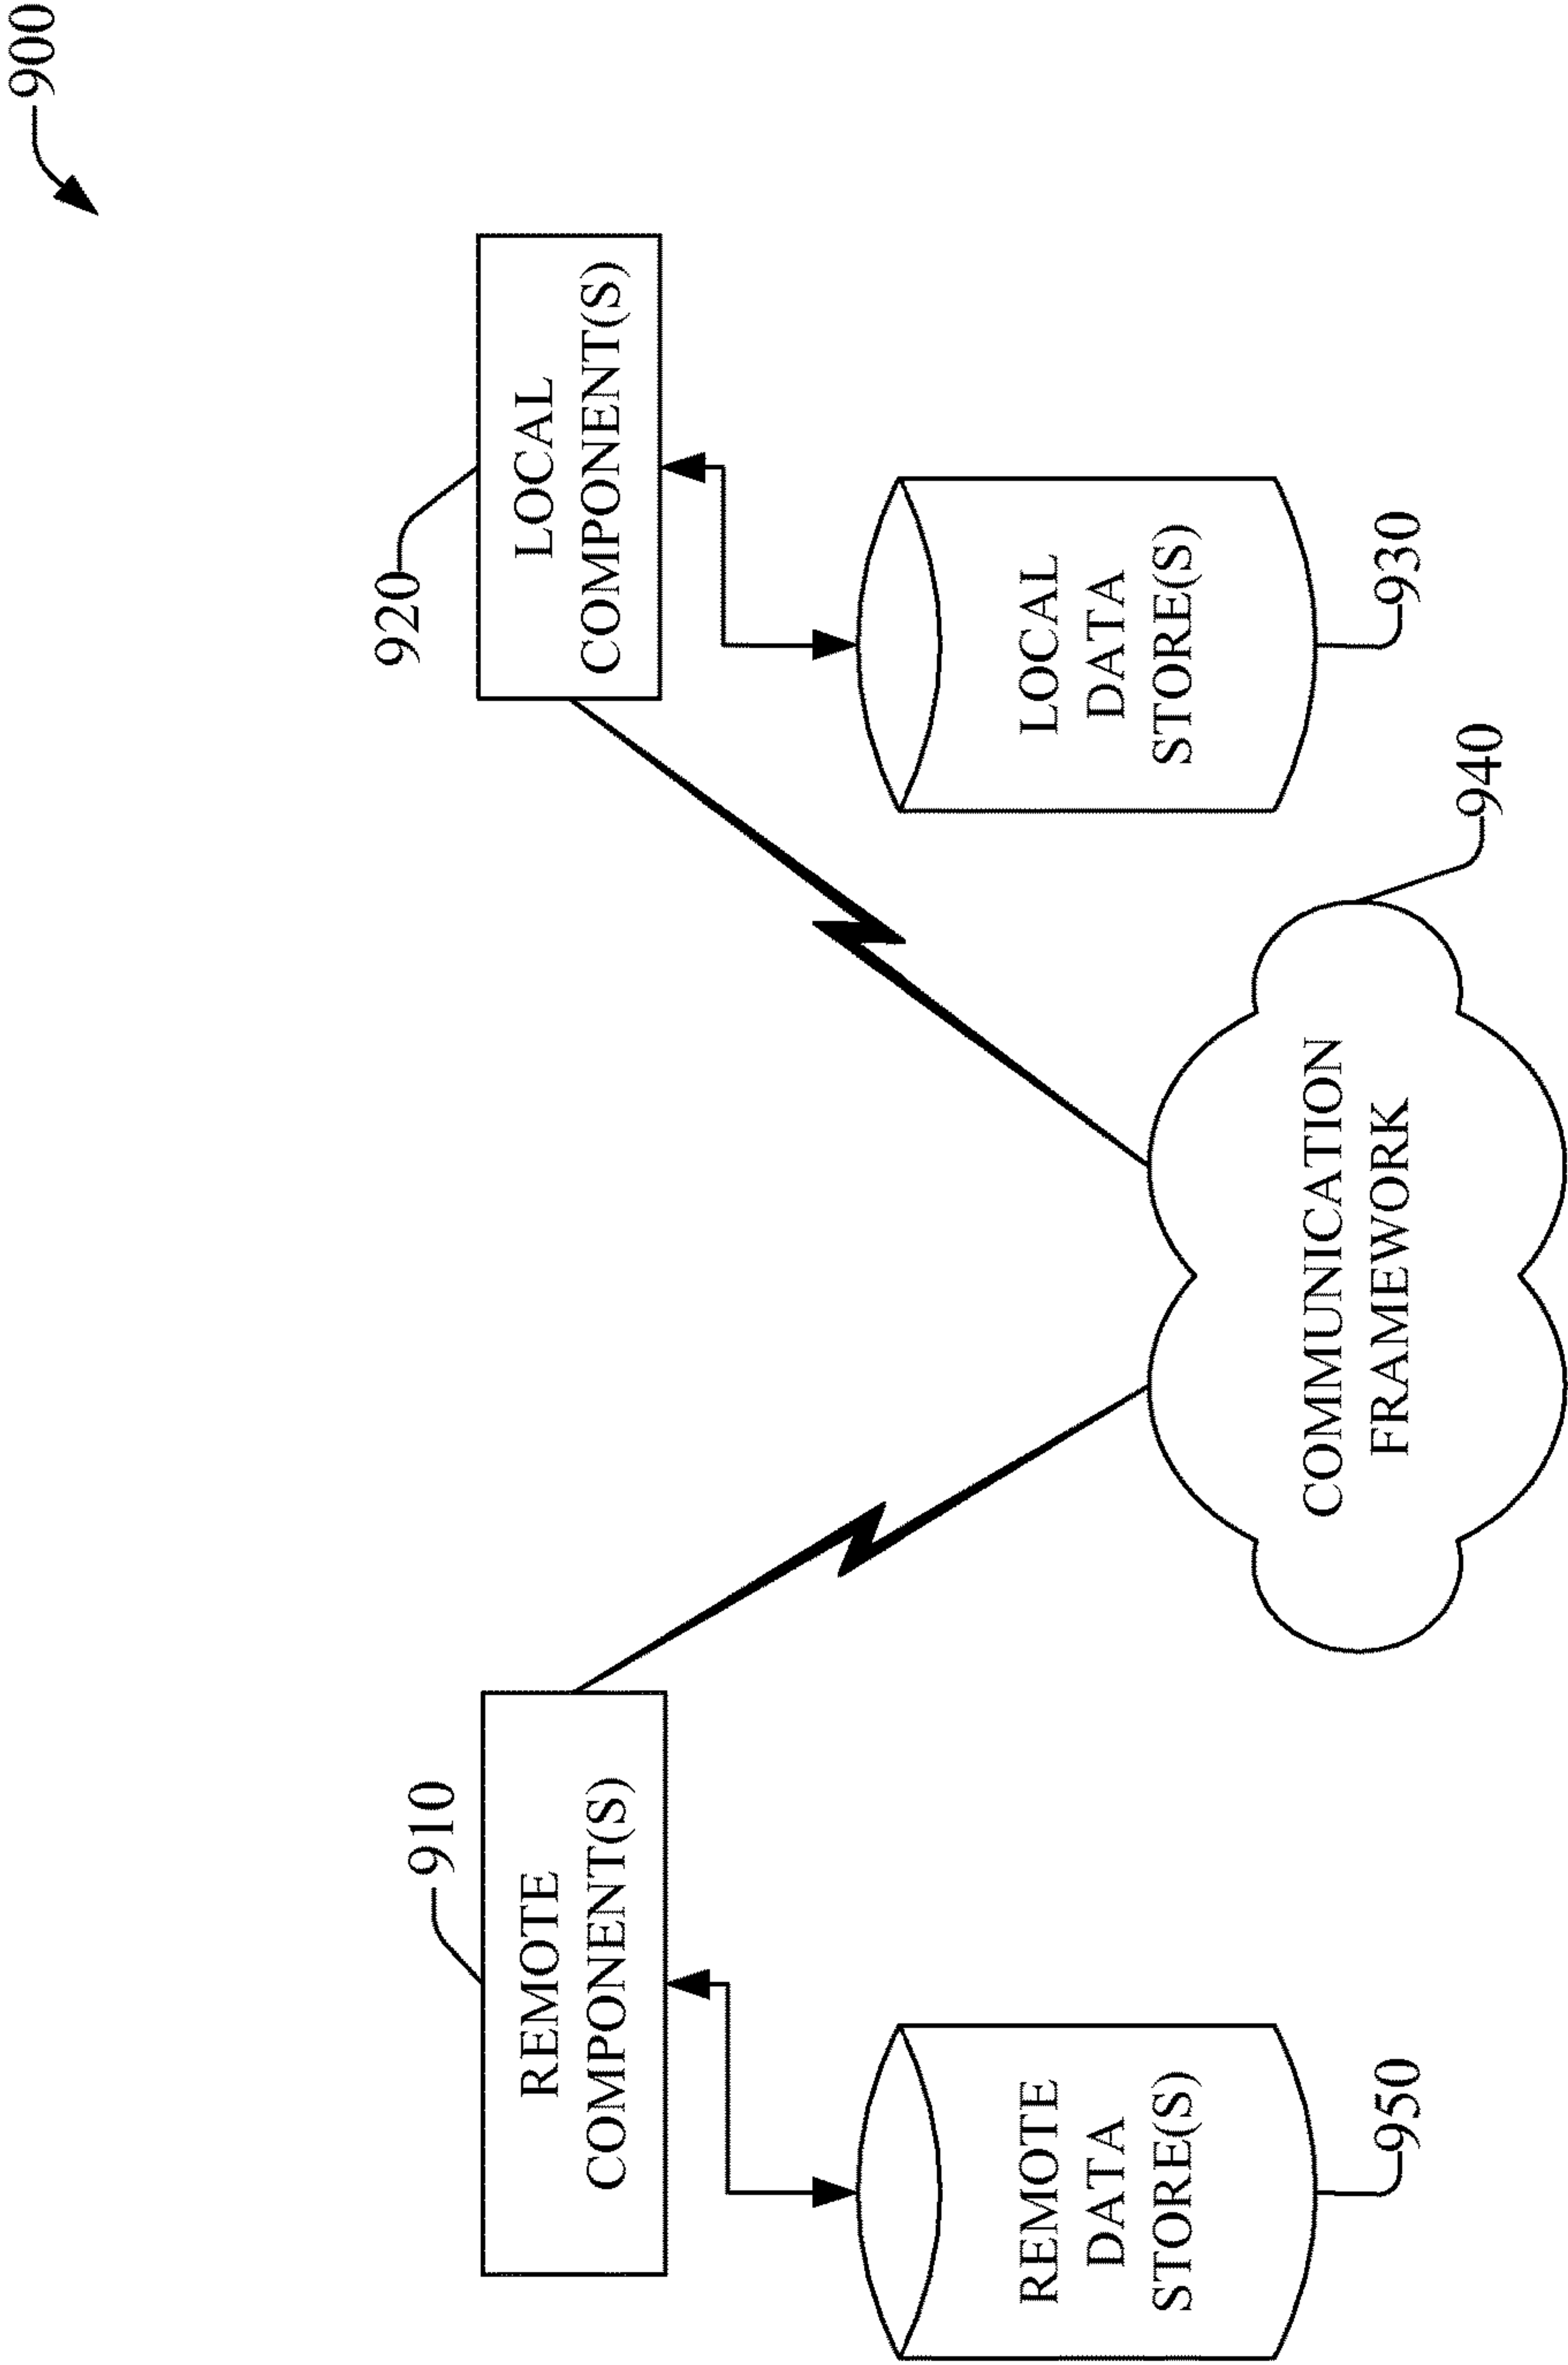 900
910
REMOTE
COMPONENT(S)
920
LOCAL
COMPONENT(S)
REMOTE
DATA
STORE(S)
950
COMMUNICATION
FRAMEWORK
940
LOCAL
DATA
STORE(S)
930